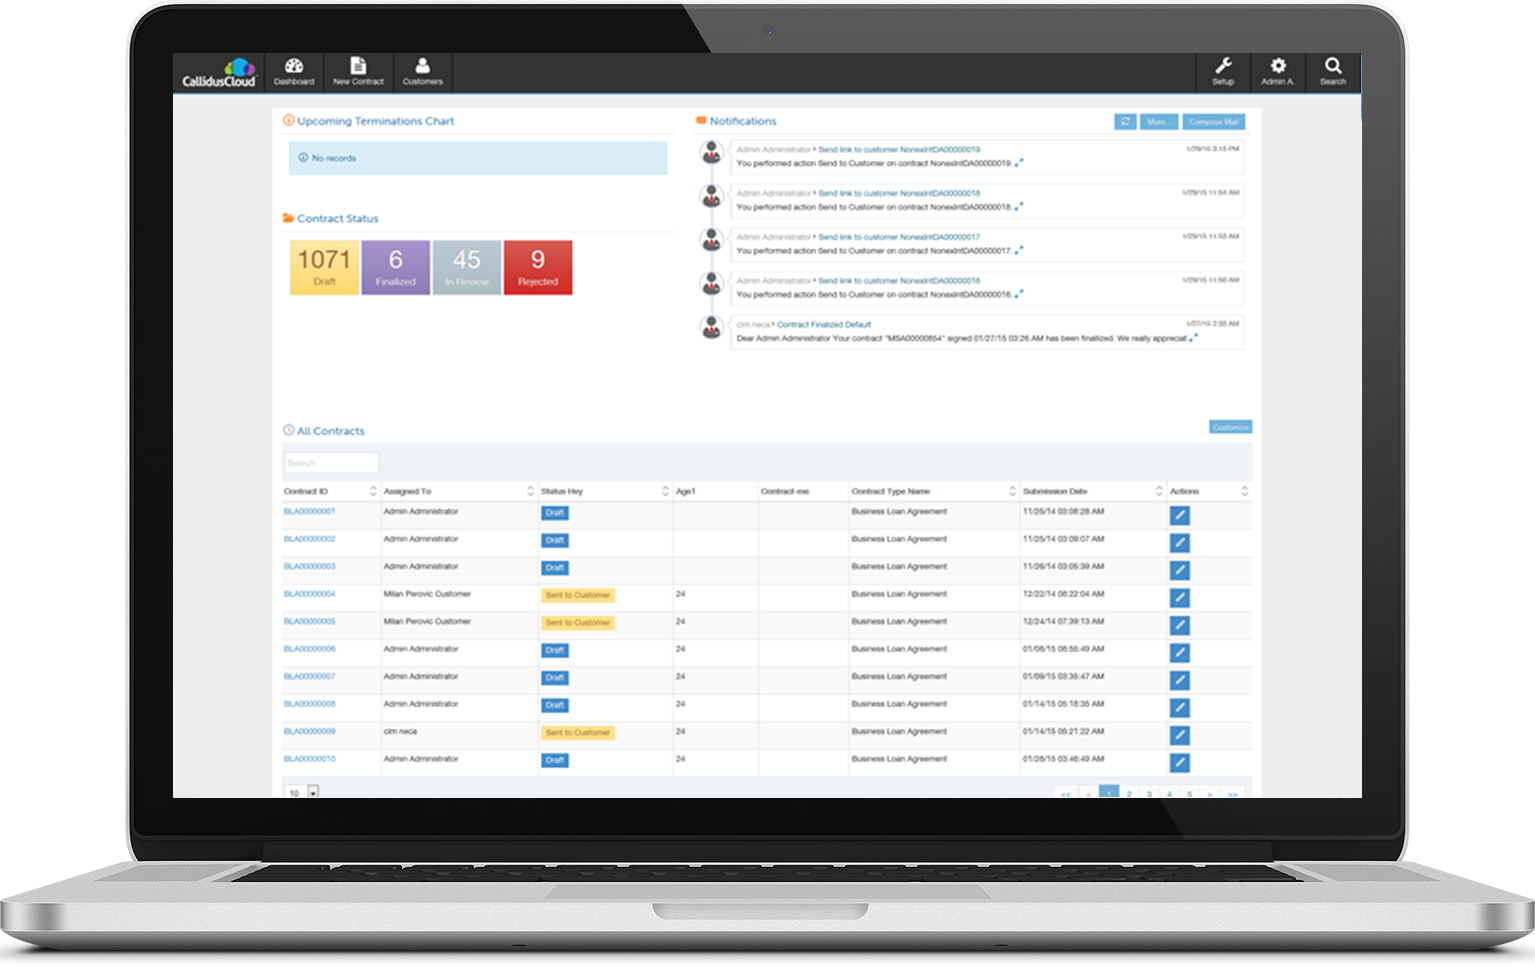 CallidusCloud
Dashboard
New Contract
Customers
Setup
Admin A.
Search
Upcoming Terminations Chart
No records
Contract Status
1071 6 45 9
Draft Finalized In Review Rejected
Notifications
More...
Compose Mail
Admin Administrator Send link to customer NonexIntDA00000019 1/29/15 3:13 PM
You performed action Send to Customer on contract NonexIntDA00000019.
Admin Administrator Send link to customer NonexIntDA00000018 1/29/15 11:54 AM
You performed action Send to Customer on contract NonexIntDA00000018.
Admin Administrator Send link to customer NonexIntDA00000017 1/29/15 11:53 AM
You performed action Send to Customer on contract NonexIntDA00000017.
Admin Administrator Send link to customer NonexIntDA00000016 1/29/15 11:50 AM
You performed action Send to Customer on contract NonexIntDA00000016.
clm neca Contract Finalized Default 1/27/15 2:33 AM
Dear Admin Administrator Your contract "MSA00000854" signed 01/27/15 03:26 AM has been finallized. We really appreciat
All Contracts
Customize
Search
Contract ID Assigned To Status Key Age1 Contract-me Contract Type Name Submission Date Actions
BLA00000001 Admin Administrator Draft Business Loan Agreement 11/25/14 03:08:28 AM
BLA00000002 Admin Administrator Draft Business Loan Agreement 11/25/14 03:09:07 AM
BLA00000003 Admin Administrator Draft Business Loan Agreement 11/26/14 03:05:39 AM
BLA00000004 Milan Perovic Customer Sent to Customer 24 Business Loan Agreement 12/22/14 08:22:04 AM
BLA00000005 Milan Perovic Customer Sent to Customer 24 Business Loan Agreement 12/24/14 07:39:13 AM
BLA00000006 Admin Administrator Draft 24 Business Loan Agreement 01/08/15 08:55:49 AM
BLA00000007 Admin Administrator Draft 24 Business Loan Agreement 01/09/15 03:35:47 AM
BLA00000008 Admin Administrator Draft 24 Business Loan Agreement 01/14/15 05:18:35 AM
BLA00000009 clm neca Sent to Customer 24 Business Loan Agreement 01/14/15 05:21:22 AM
BLA00000010 Admin Administrator Draft 24 Business Loan Agreement 01/28/15 03:46:49 AM
10 << < 1 2 3 4 5 > >>